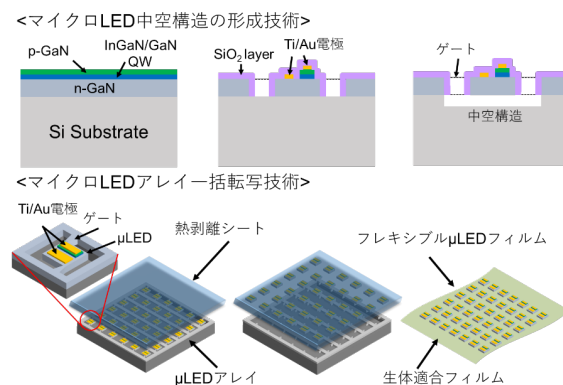 <マイクロLED中空構造の形成技術>
p-GaN
InGaN/GaN
QW
n-GaN
Si Substrate
SiO₂ layer
Ti/Au電極
ゲート
中空構造
<マイクロLEDアレイ一括転写技術>
Ti/Au電極
ゲート
μLED
熱剥離シート
μLEDアレイ
フレキシブルμLEDフィルム
生体適合フィルム